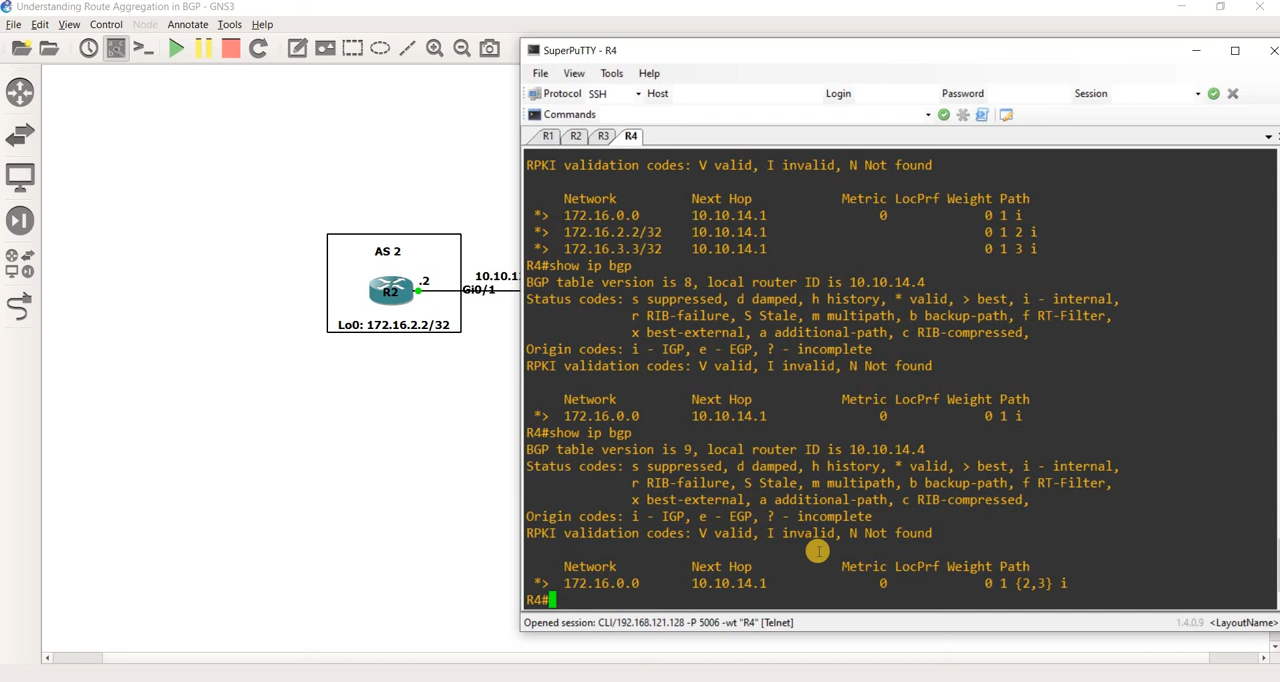 Understanding Route Aggregation in BGP - GNS3
File Edit View Control Node Annotate Tools Help
AS 2
10.10.1
.2
R2
Gi0/1
Lo0: 172.16.2.2/32
SuperPuTTY - R4
File View Tools Help
Protocol SSH Host Login Password Session
Commands
R1 R2 R3 R4
RPKI validation codes: V valid, I invalid, N Not found
Network Next Hop Metric LocPrf Weight Path
*> 172.16.0.0 10.10.14.1 0 0 1 i
*> 172.16.2.2/32 10.10.14.1 0 1 2 i
*> 172.16.3.3/32 10.10.14.1 0 1 3 i
R4#show ip bgp
BGP table version is 8, local router ID is 10.10.14.4
Status codes: s suppressed, d damped, h history, * valid, > best, i - internal,
r RIB-failure, S Stale, m multipath, b backup-path, f RT-Filter,
x best-external, a additional-path, c RIB-compressed,
Origin codes: i - IGP, e - EGP, ? - incomplete
RPKI validation codes: V valid, I invalid, N Not found
Network Next Hop Metric LocPrf Weight Path
*> 172.16.0.0 10.10.14.1 0 0 1 i
R4#show ip bgp
BGP table version is 9, local router ID is 10.10.14.4
Status codes: s suppressed, d damped, h history, * valid, > best, i - internal,
r RIB-failure, S Stale, m multipath, b backup-path, f RT-Filter,
x best-external, a additional-path, c RIB-compressed,
Origin codes: i - IGP, e - EGP, ? - incomplete
RPKI validation codes: V valid, I invalid, N Not found
Network Next Hop Metric LocPrf Weight Path
*> 172.16.0.0 10.10.14.1 0 0 1 {2,3} i
R4#
Opened session: CLI/192.168.121.128 -P 5006 -wt "R4" [Telnet] 1.4.0.9 <LayoutName>